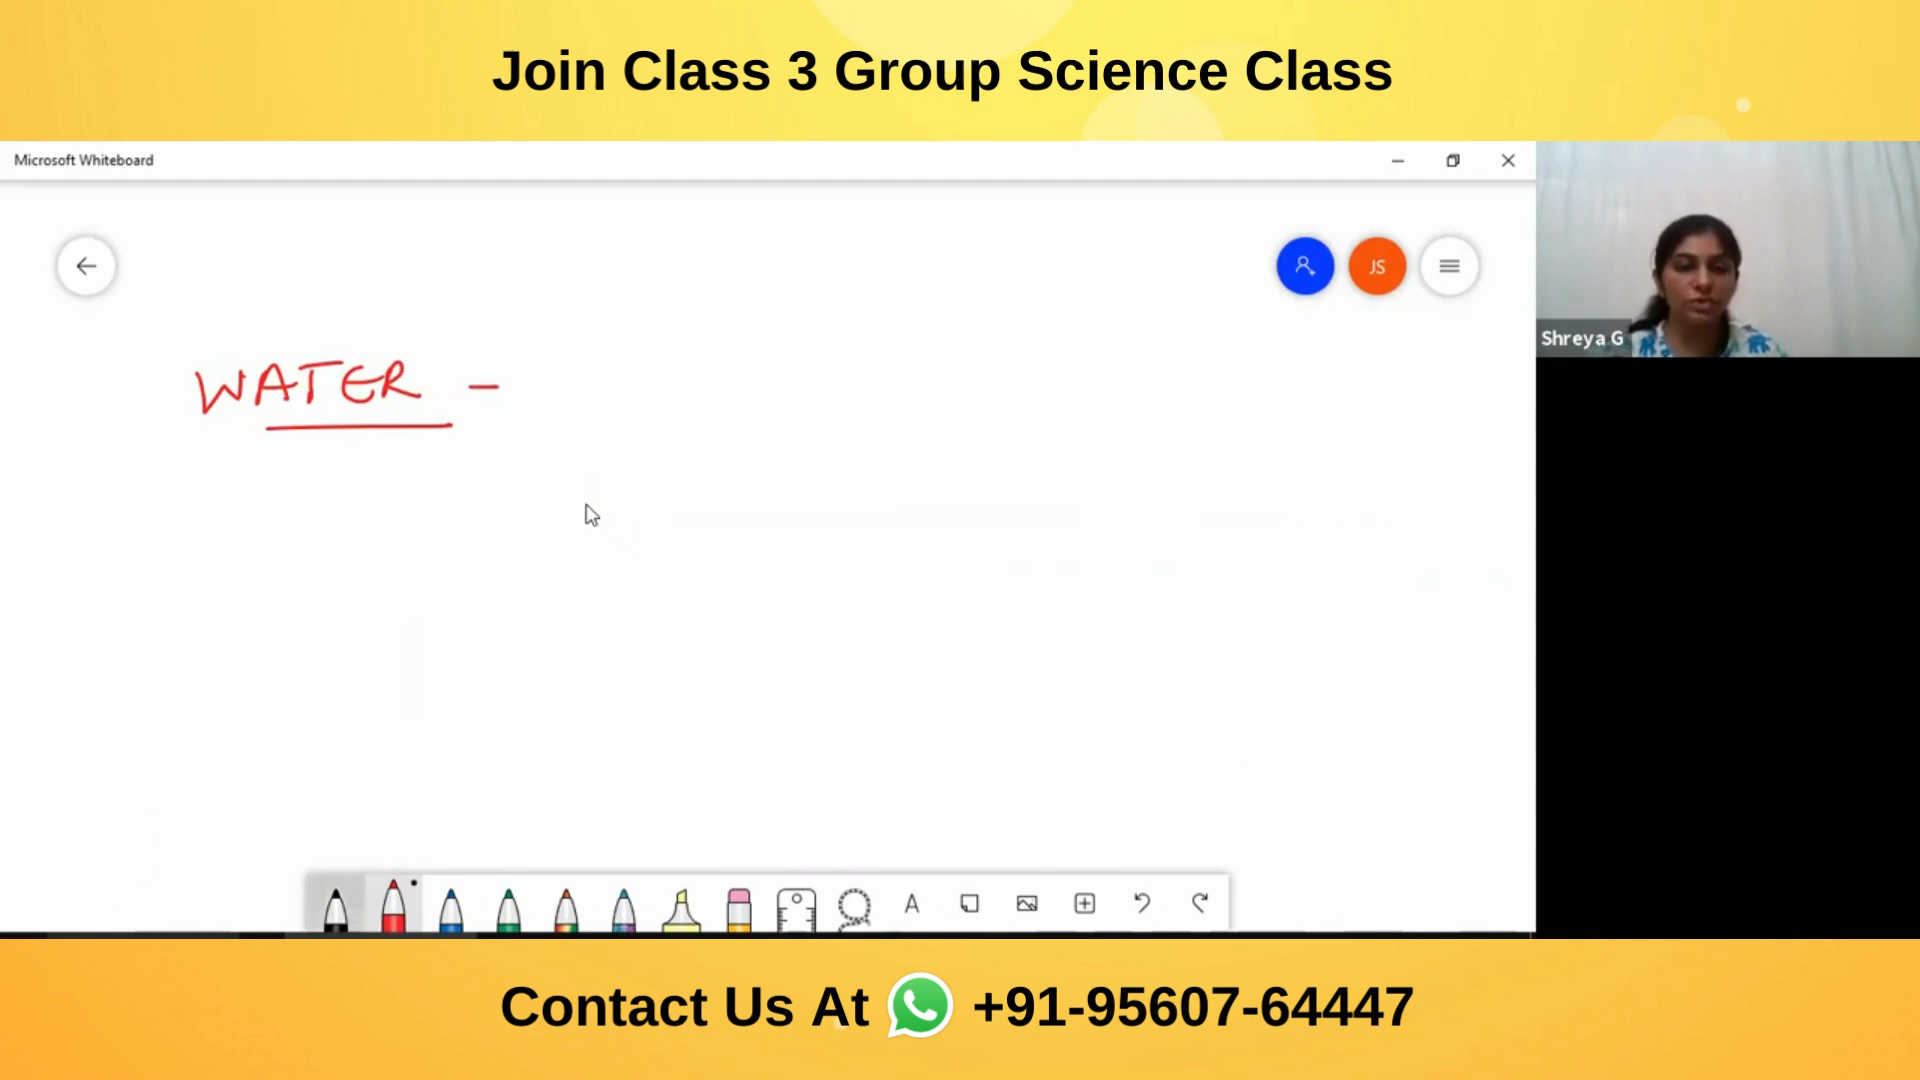 Join Class 3 Group Science Class
Microsoft Whiteboard
JS
Shreya G
WATER -
A
Contact Us At +91-95607-64447